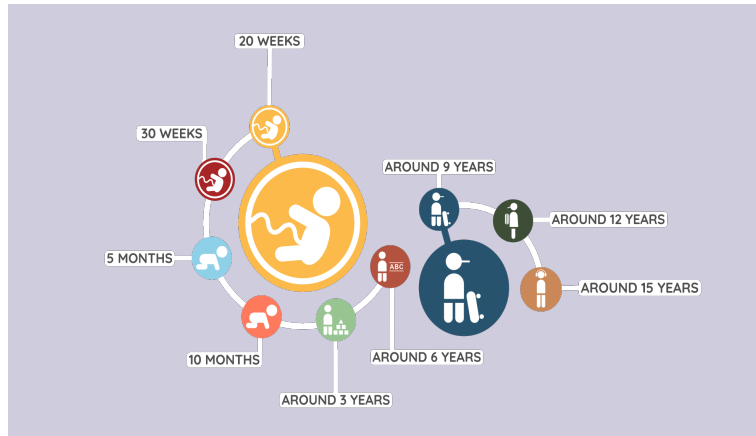 20 WEEKS
30 WEEKS
5 MONTHS
10 MONTHS
AROUND 3 YEARS
ABC
AROUND 6 YEARS
AROUND 9 YEARS
AROUND 12 YEARS
AROUND 15 YEARS